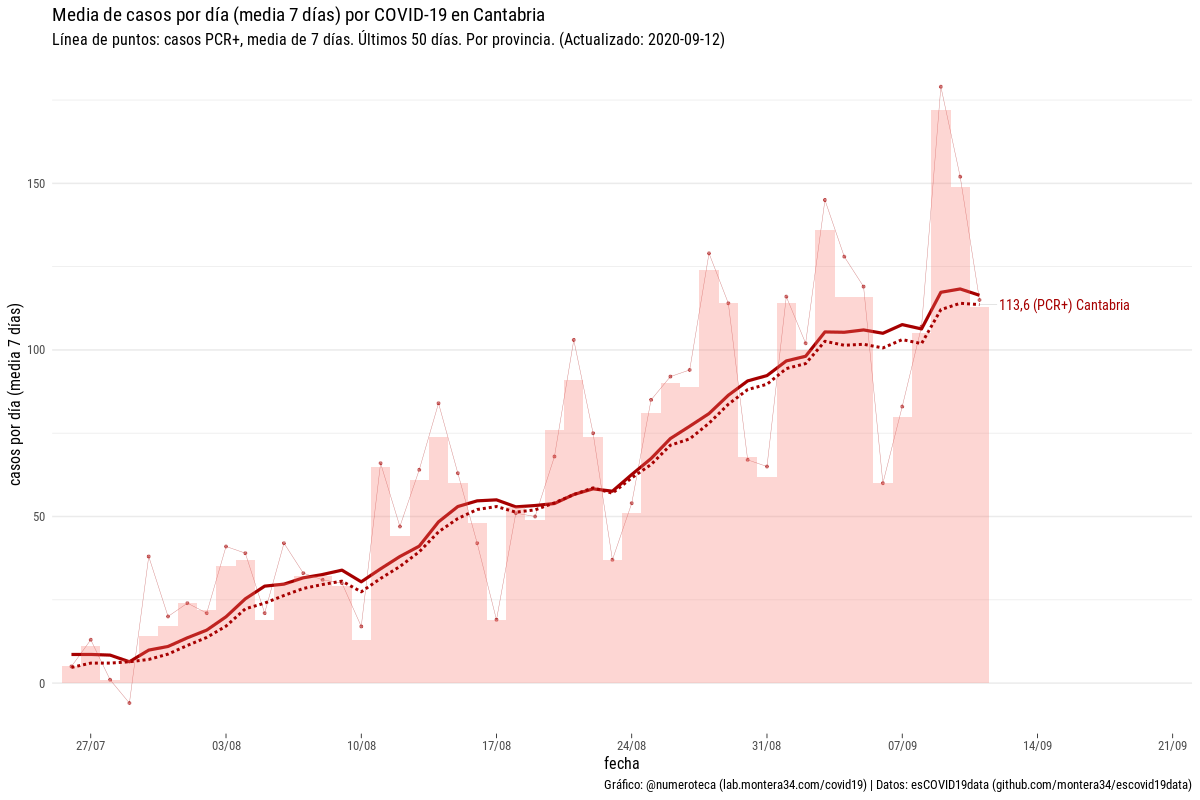 Media de casos por día (media 7 días) por COVID-19 en Cantabria
Línea de puntos: casos PCR+, media de 7 días. Últimos 50 días. Por provincia. (Actualizado: 2020-09-12)
casos por día (media 7 días)
150
100
50
0
113,6 (PCR+) Cantabria
27/07 03/08 10/08 17/08 24/08 31/08 07/09 14/09 21/09
fecha
Gráfico: @numeroteca (lab.montera34.com/covid19) | Datos: esCOVID19data (github.com/montera34/escovid19data)